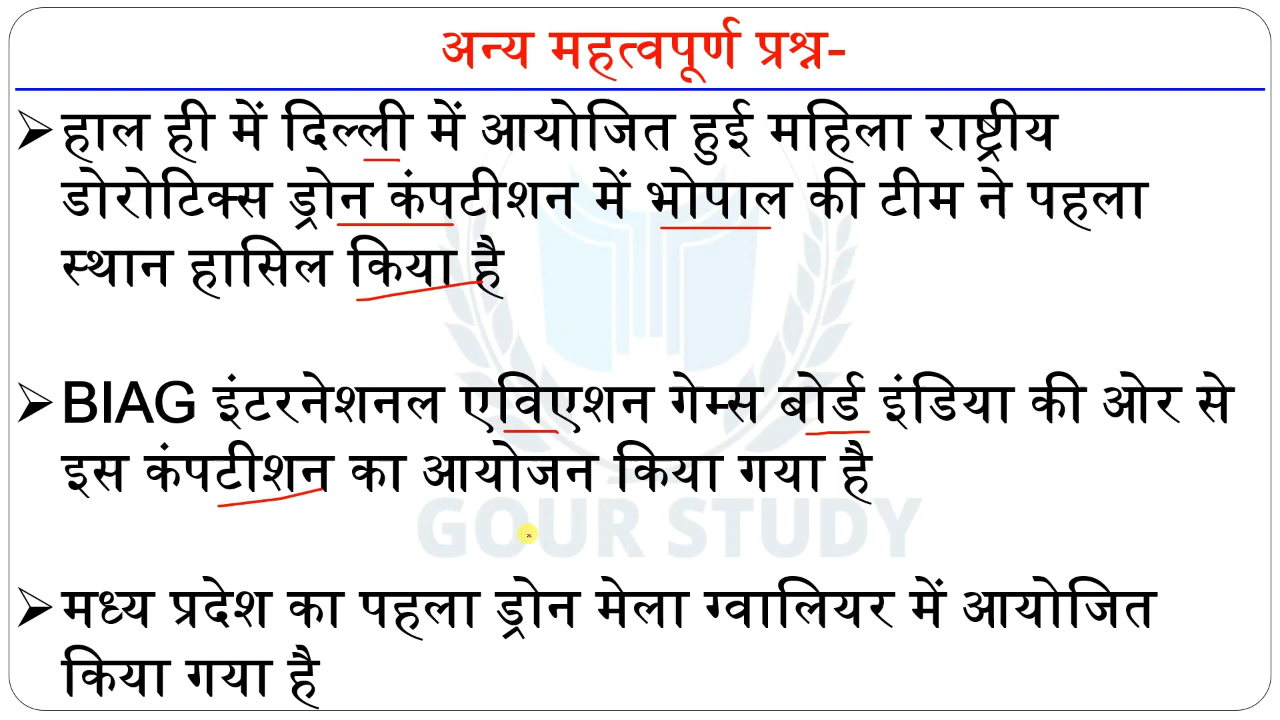 अन्य महत्वपूर्ण प्रश्न-
➢ हाल ही में दिल्ली में आयोजित हुई महिला राष्ट्रीय
डोरोटिक्स ड्रोन कंपटीशन में भोपाल की टीम ने पहला
स्थान हासिल किया है
➢ BIAG इंटरनेशनल एविएशन गेम्स बोर्ड इंडिया की ओर से
इस कंपटीशन का आयोजन किया गया है
GOUR STUDY
➢ मध्य प्रदेश का पहला ड्रोन मेला ग्वालियर में आयोजित
किया गया है